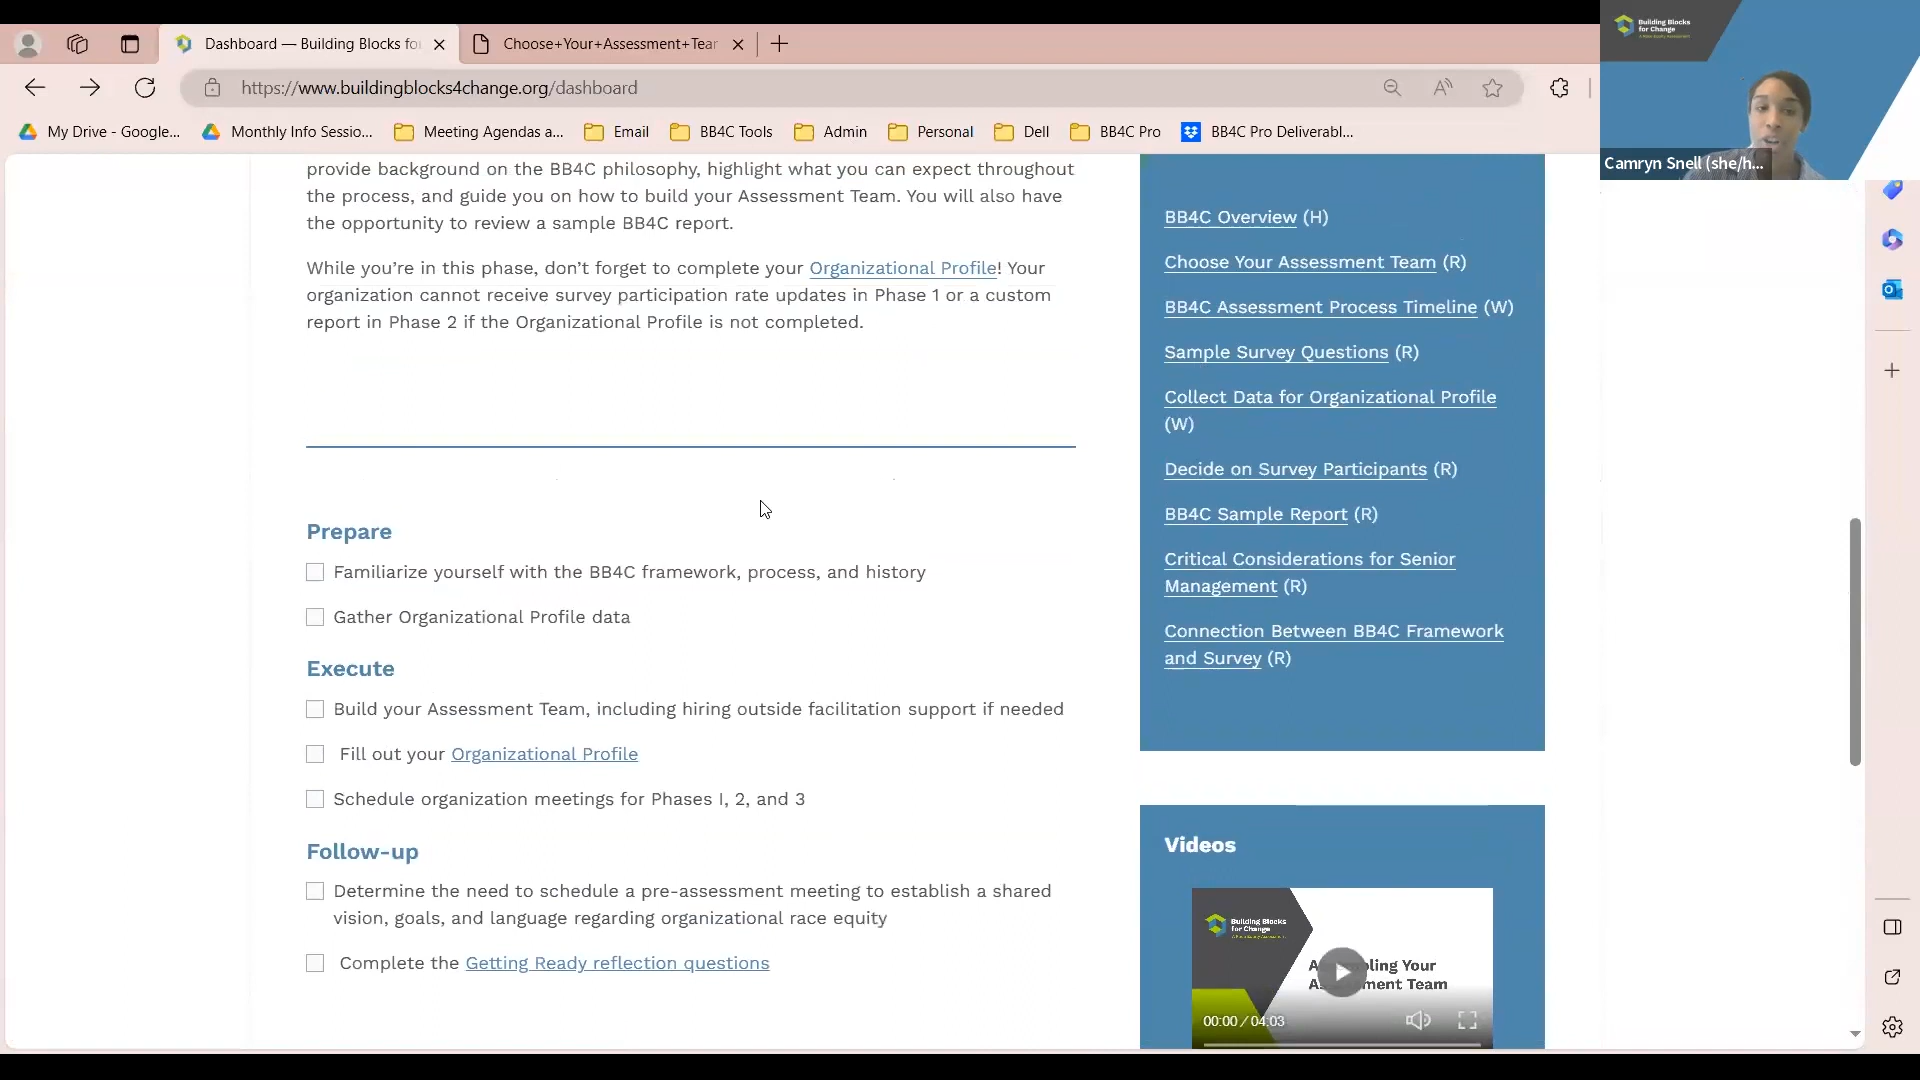 Dashboard — Building Blocks fo
Choose+Your+Assessment+Tear
https://www.buildingblocks4change.org/dashboard
My Drive - Google...
Monthly Info Sessio...
Meeting Agendas a...
Email
BB4C Tools
Admin
Personal
Dell
BB4C Pro
BB4C Pro Deliverabl...
Building Blocks
for Change
Camryn Snell (she/h...
provide background on the BB4C philosophy, highlight what you can expect throughout
the process, and guide you on how to build your Assessment Team. You will also have
the opportunity to review a sample BB4C report.
While you’re in this phase, don’t forget to complete your Organizational Profile! Your
organization cannot receive survey participation rate updates in Phase 1 or a custom
report in Phase 2 if the Organizational Profile is not completed.
Prepare
Familiarize yourself with the BB4C framework, process, and history
Gather Organizational Profile data
Execute
Build your Assessment Team, including hiring outside facilitation support if needed
Fill out your Organizational Profile
Schedule organization meetings for Phases I, 2, and 3
Follow-up
Determine the need to schedule a pre-assessment meeting to establish a shared
vision, goals, and language regarding organizational race equity
Complete the Getting Ready reflection questions
BB4C Overview (H)
Choose Your Assessment Team (R)
BB4C Assessment Process Timeline (W)
Sample Survey Questions (R)
Collect Data for Organizational Profile
(W)
Decide on Survey Participants (R)
BB4C Sample Report (R)
Critical Considerations for Senior
Management (R)
Connection Between BB4C Framework
and Survey (R)
Videos
Building Blocks
for Change
Your
Team
00:00 / 04:03